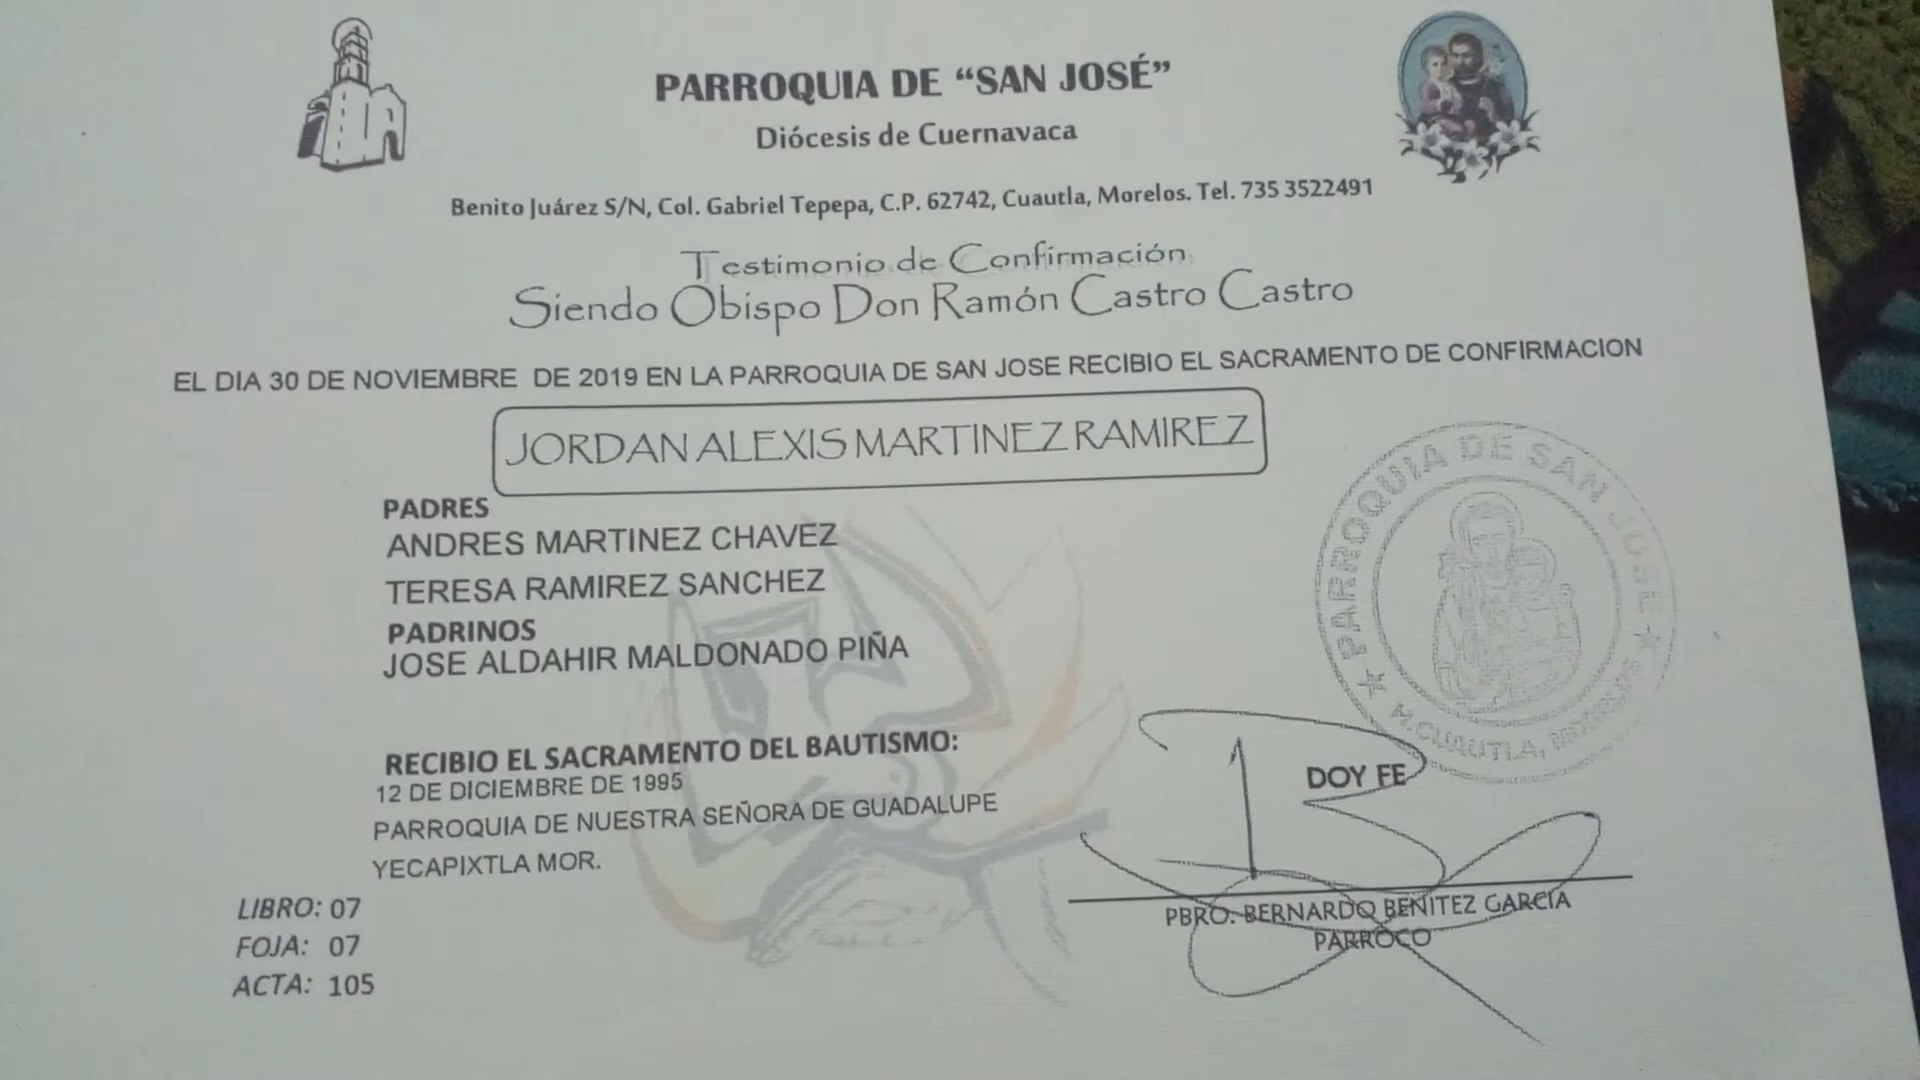 PARROQUIA DE “SAN JOSÉ”
Diócesis de Cuernavaca
Benito Juárez S/N, Col. Gabriel Tepepa, C.P. 62742, Cuautla, Morelos. Tel. 735 3522491
Testimonio de Confirmación
Siendo Obispo Don Ramón Castro Castro
EL DIA 30 DE NOVIEMBRE DE 2019 EN LA PARROQUIA DE SAN JOSE RECIBIO EL SACRAMENTO DE CONFIRMACION
JORDAN ALEXIS MARTINEZ RAMIREZ
PADRES
ANDRES MARTINEZ CHAVEZ
TERESA RAMIREZ SANCHEZ
PADRINOS
JOSE ALDAHIR MALDONADO PIÑA
RECIBIO EL SACRAMENTO DEL BAUTISMO:
12 DE DICIEMBRE DE 1995
PARROQUIA DE NUESTRA SEÑORA DE GUADALUPE
YECAPIXTLA MOR.
LIBRO: 07
FOJA: 07
ACTA: 105
PARROQUIA DE SAN JOSE
H. CUAUTLA, MORELOS
DOY FE
PBRO. BERNARDO BENITEZ GARCÍA
PARROCO